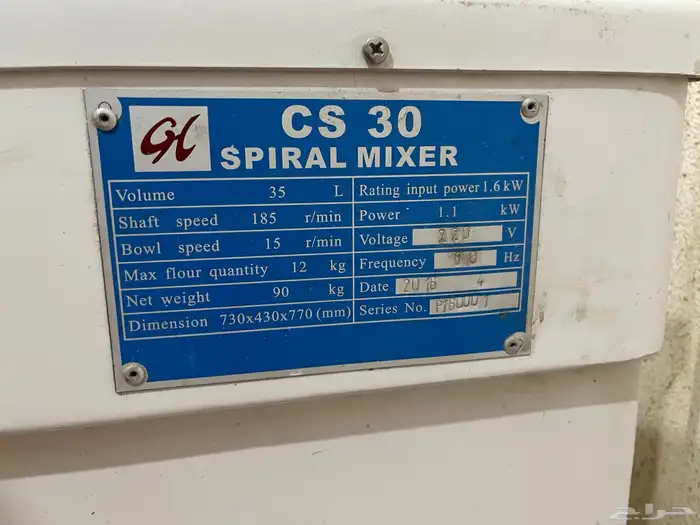 GH
CS 30
SPIRAL MIXER
Volume 35 L
Shaft speed 185 r/min
Bowl speed 15 r/min
Max flour quantity 12 kg
Net weight 90 kg
Dimension 730x430x770 (mm)
Rating input power 1.6 kW
Power 1.1 kW
Voltage 220 V
Frequency 60 Hz
Date 2016 4
Series No. P160001
حراج